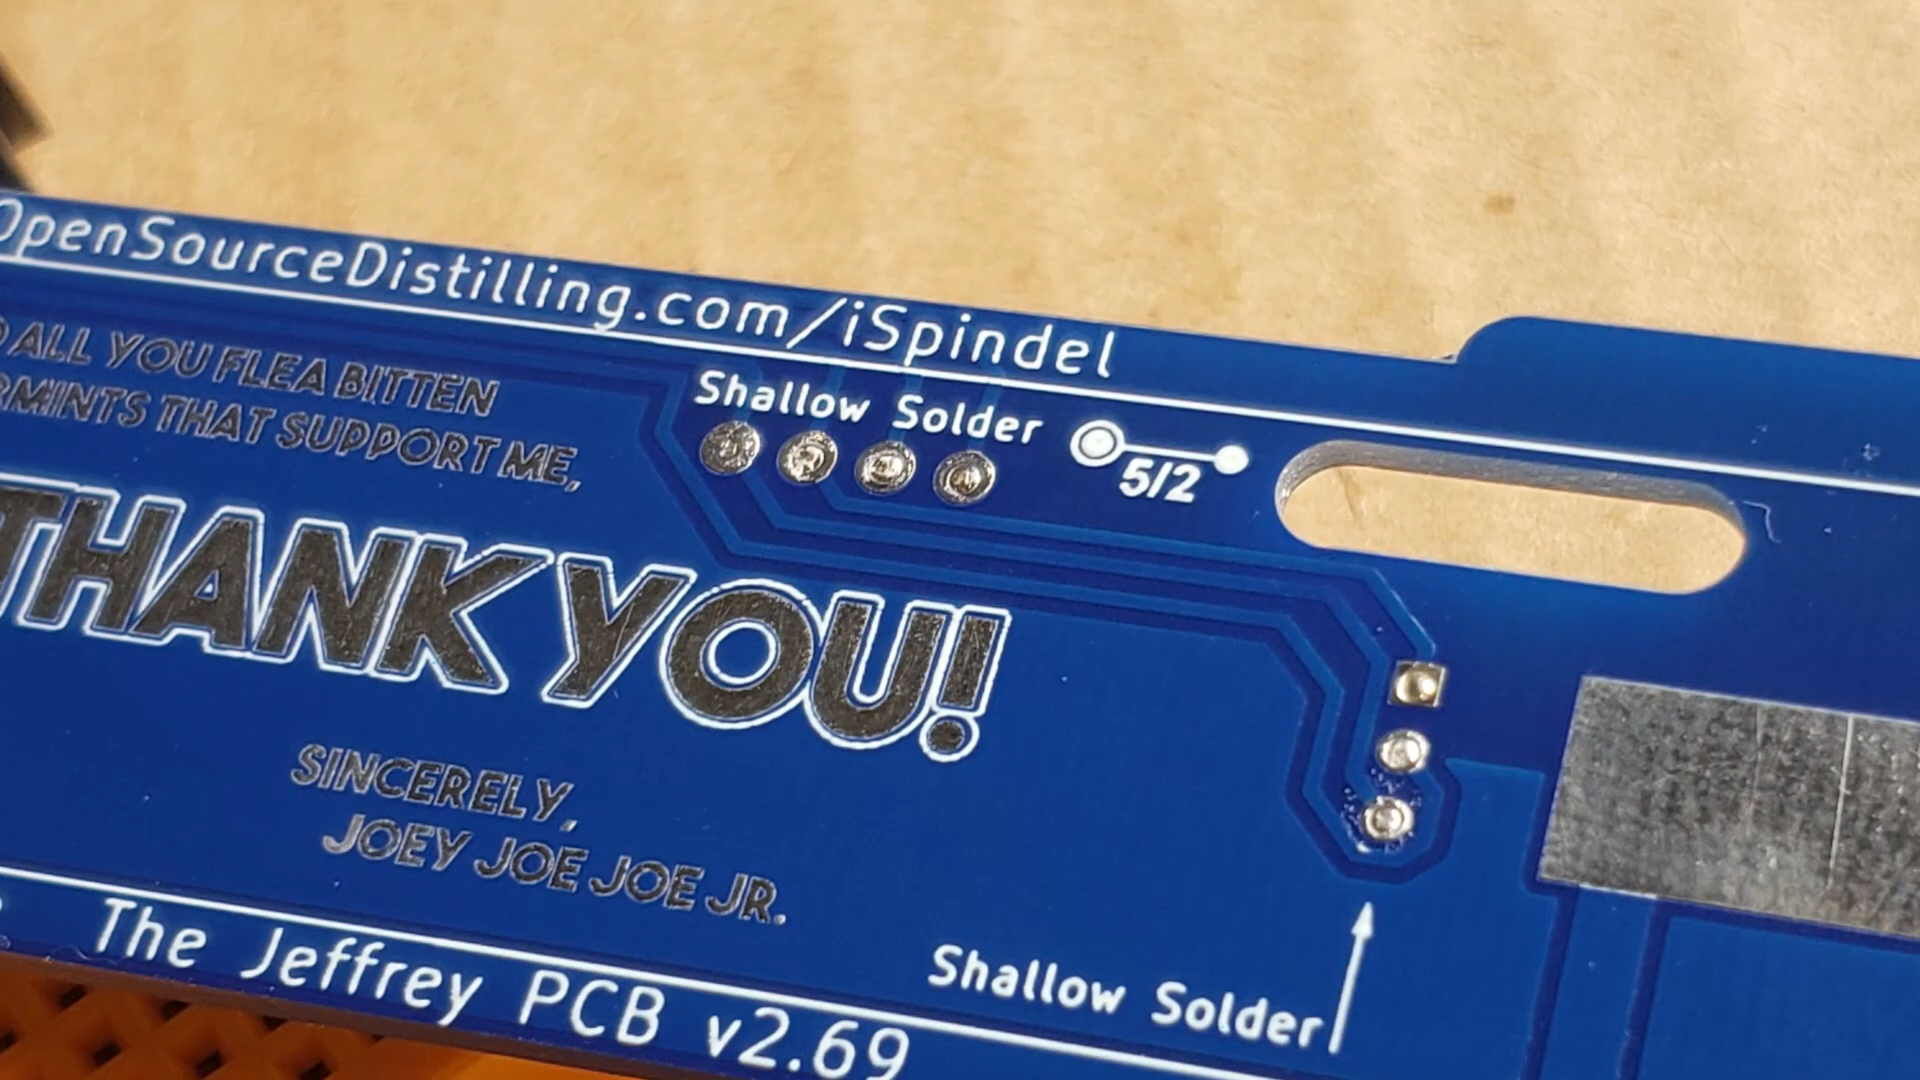 OpenSourceDistilling.com/iSpindel
ALL YOU FLEA BITTEN
THAT SUPPORT ME,
Shallow Solder
5/2
THANK YOU!
SINCERELY,
JOEY JOE JOE JR.
Shallow Solder
The Jeffrey PCB v2.69